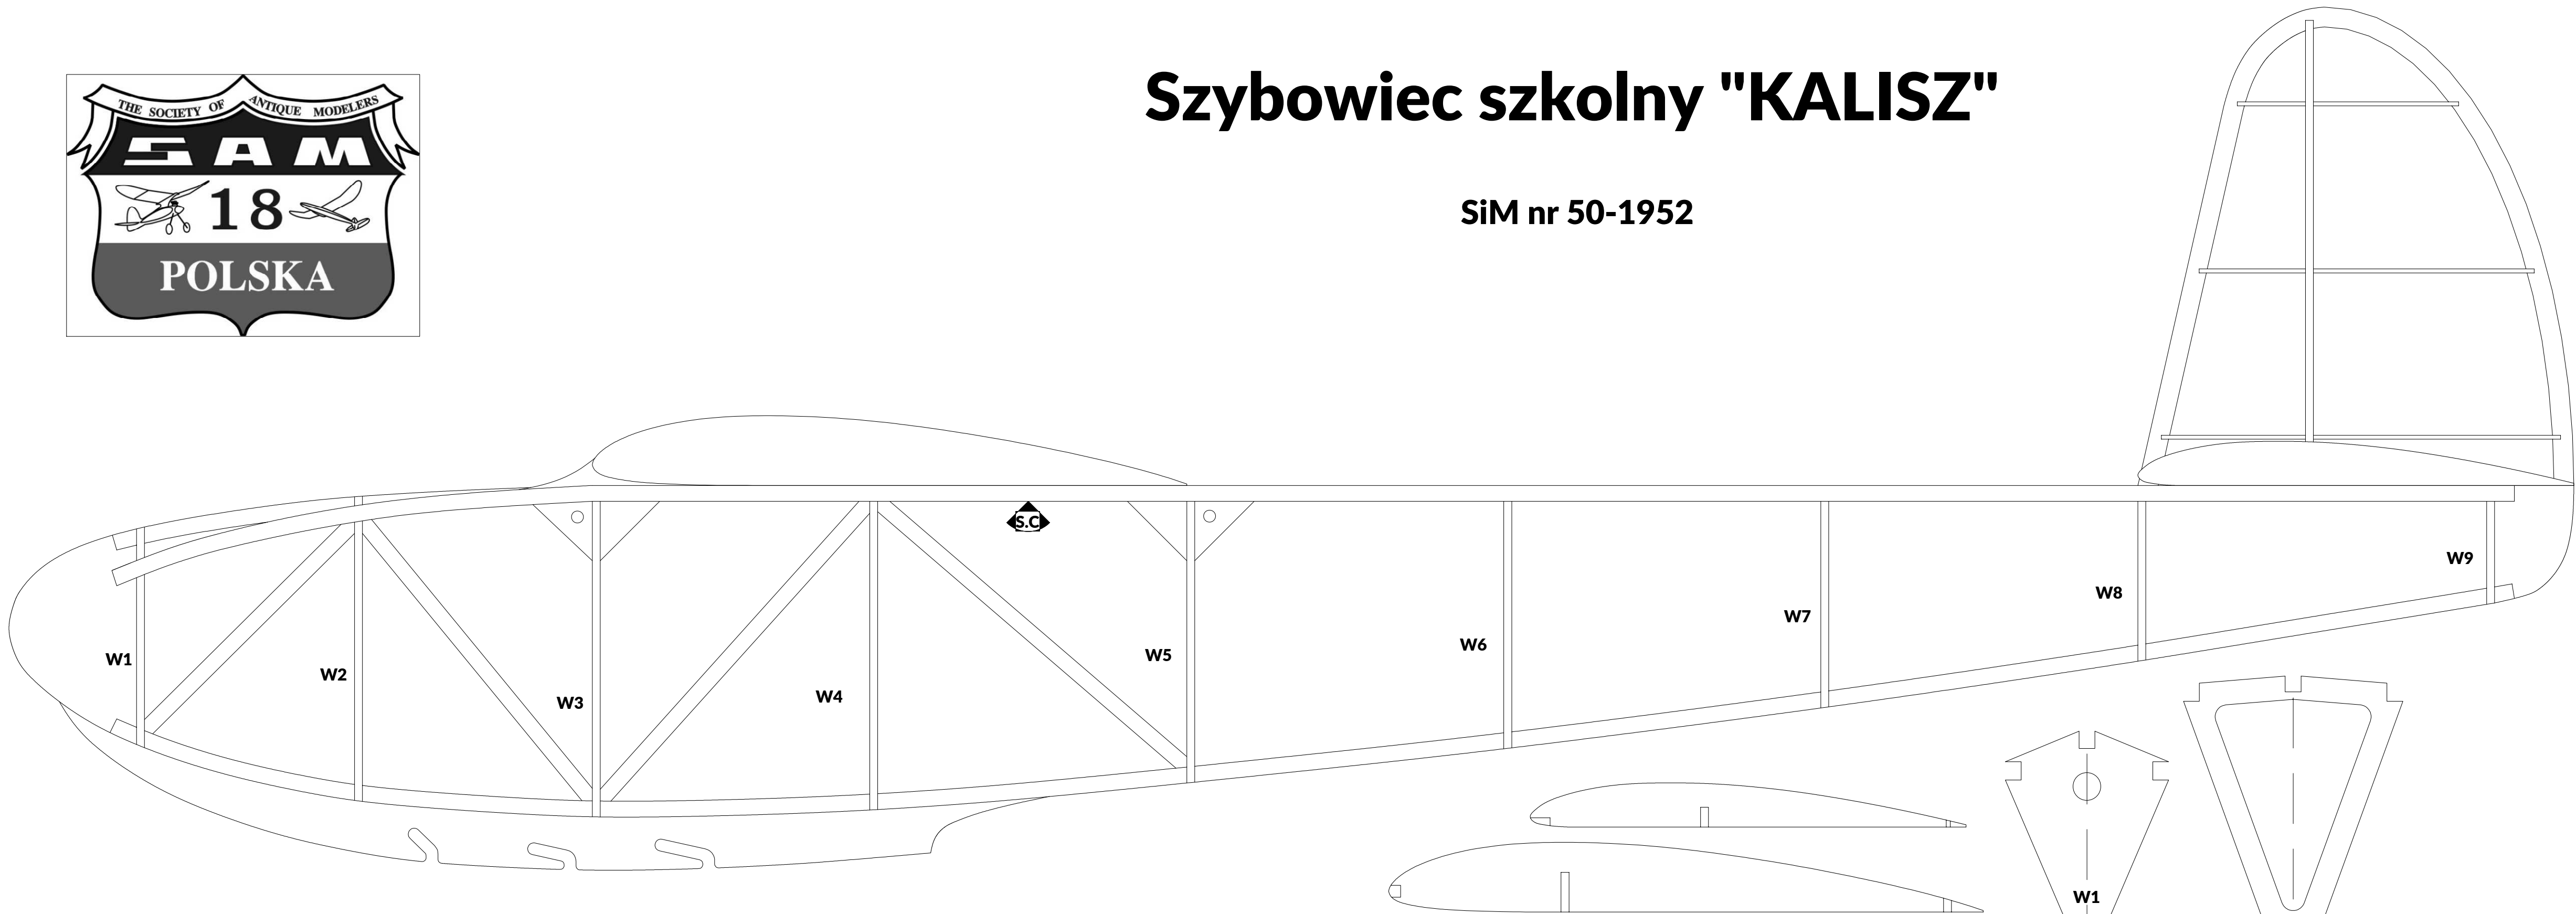 THE SOCIETY OF ANTIQUE MODELERS
SAM
18
POLSKA
Szybowiec szkolny "KALISZ"
SiM nr 50-1952
S.C
W1
W2
W3
W4
W5
W6
W7
W8
W9
W1